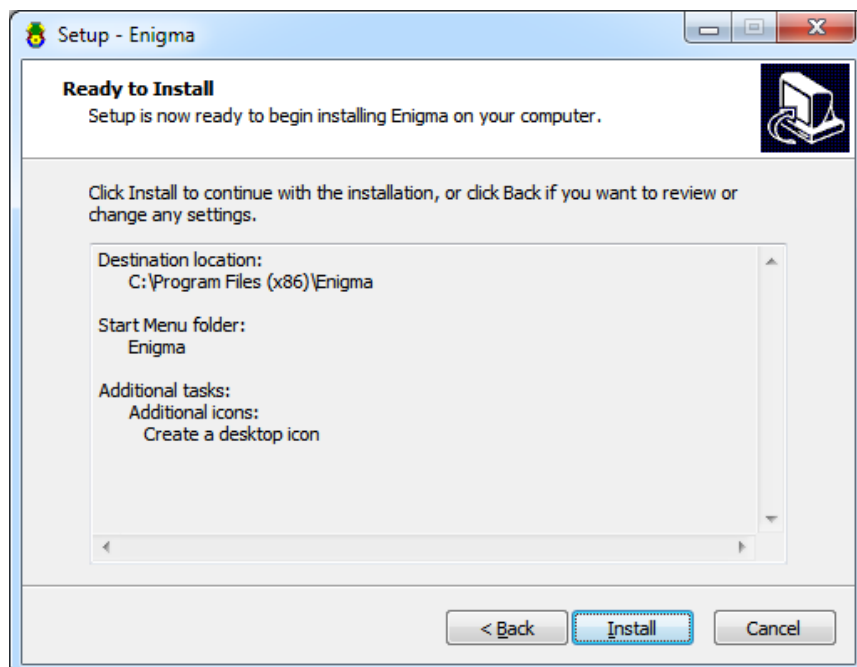 Setup - Enigma
Ready to Install
Setup is now ready to begin installing Enigma on your computer.
Click Install to continue with the installation, or click Back if you want to review or
change any settings.
Destination location:
C:\Program Files (x86)\Enigma
Start Menu folder:
Enigma
Additional tasks:
Additional icons:
Create a desktop icon
< Back
Install
Cancel